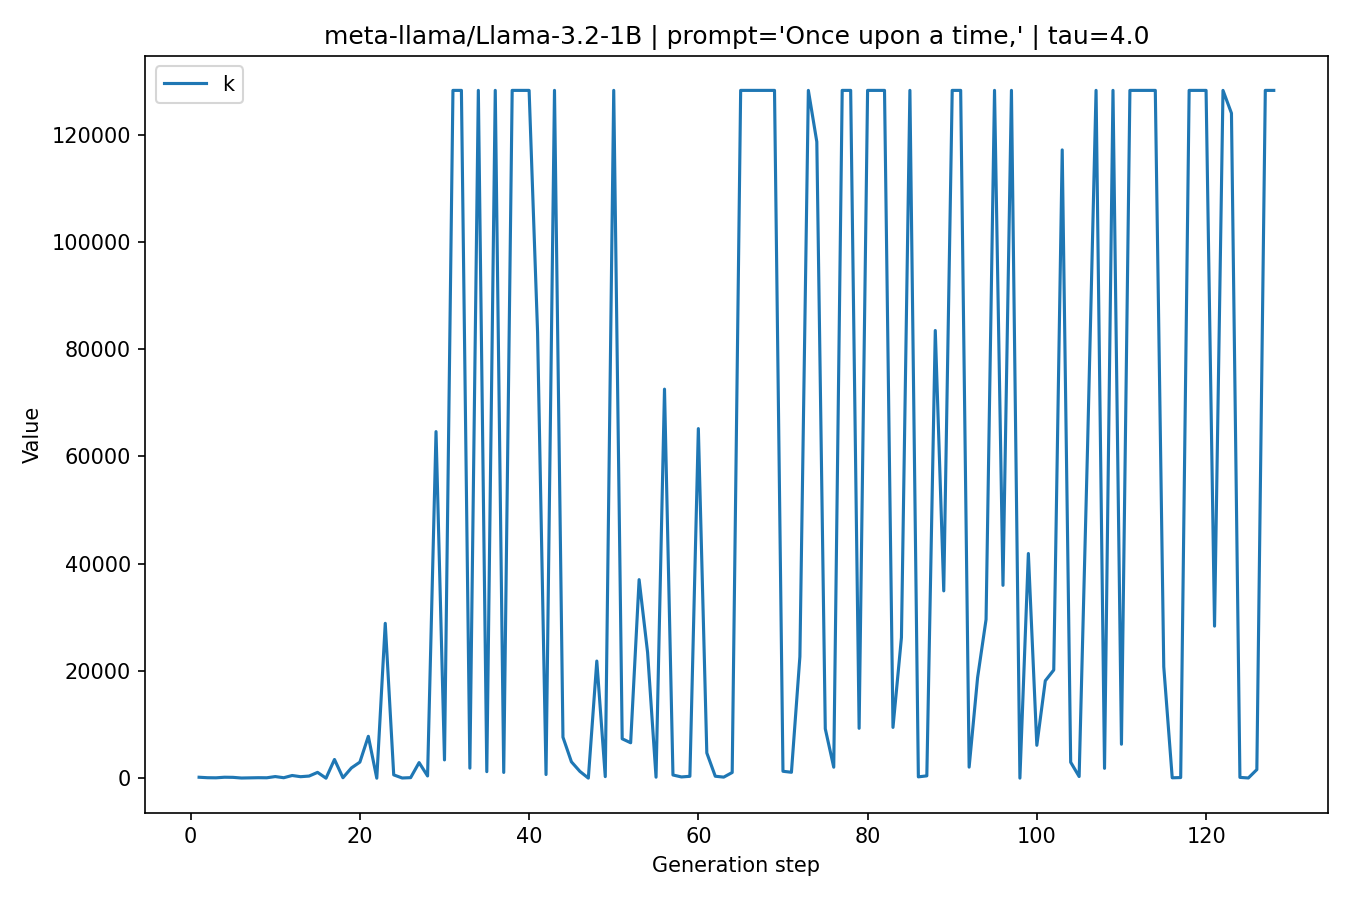 meta-llama/Llama-3.2-1B | prompt='Once upon a time,' | tau=4.0
k
120000
100000
80000
60000
40000
20000
0
Value
0 20 40 60 80 100 120
Generation step